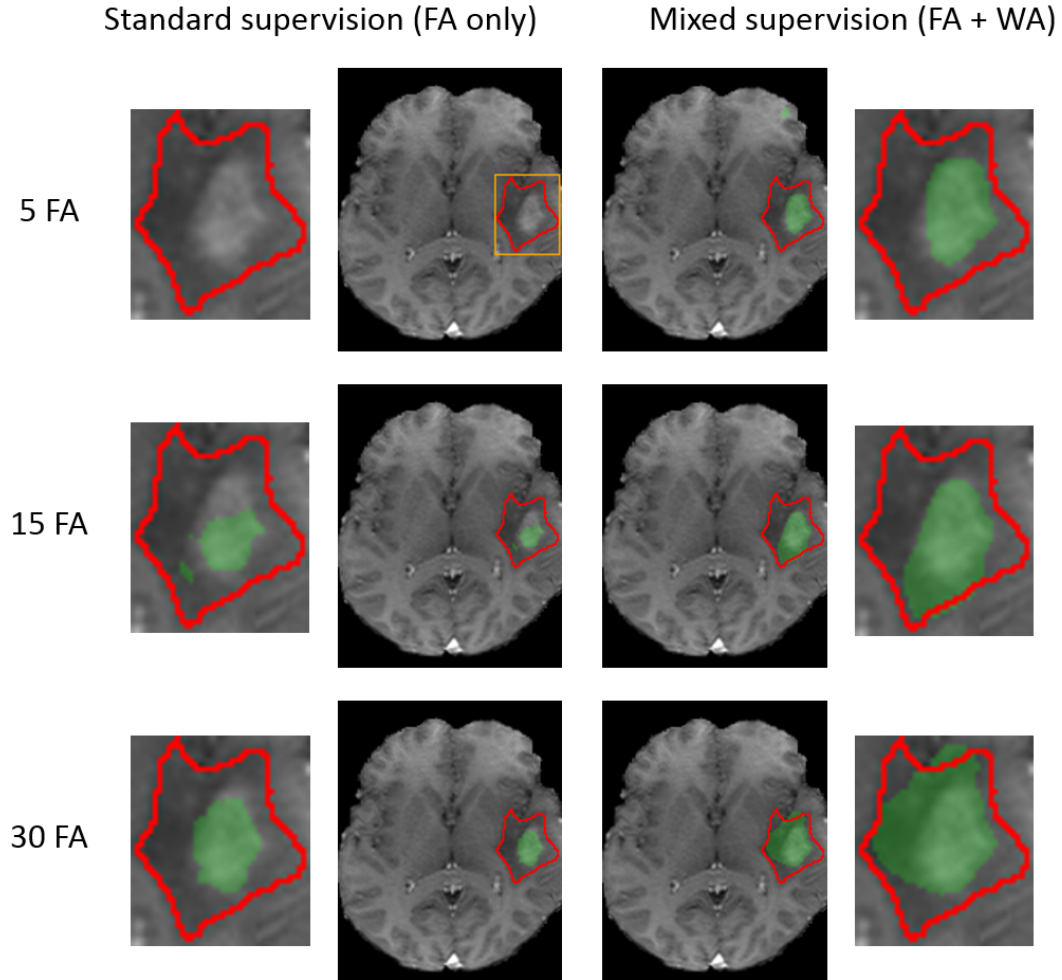 Standard supervision (FA only)
Mixed supervision (FA + WA)
5 FA
15 FA
30 FA